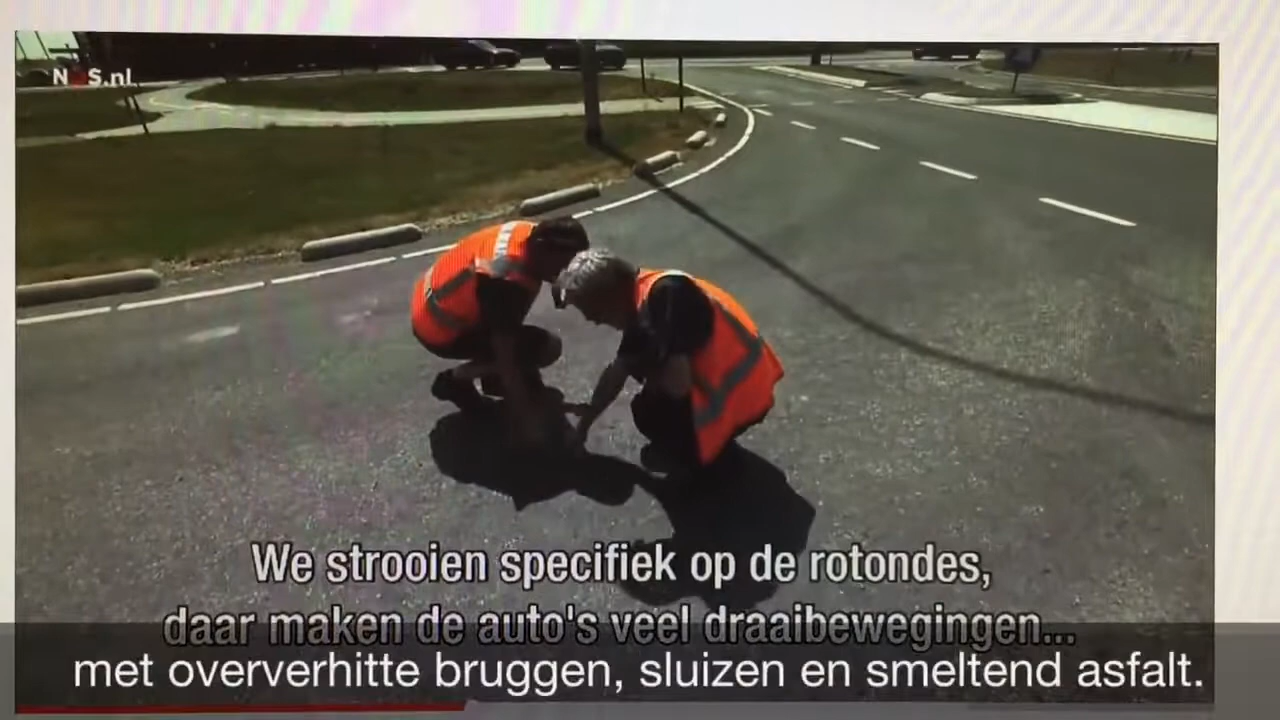 NOS.nl
We strooien specifiek op de rotondes,
daar maken de auto's veel draaibewegingen...
met oververhitte bruggen, sluizen en smeltend asfalt.